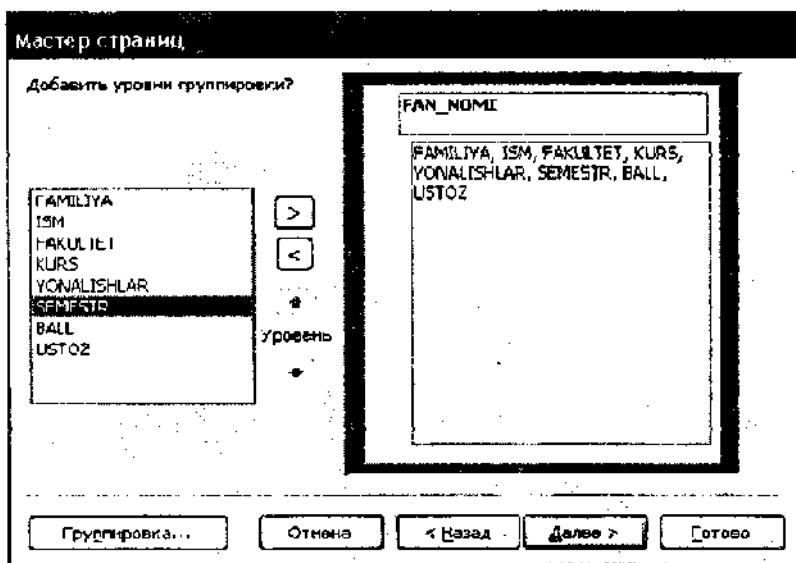 Мастер страниц
Добавить уровни группировки?
FAMILIYA
ISM
FAKULTET
KURS
YONALISHLAR
SEMESTR
BALL
USTOZ
>
<
Уровень
FAN_NOMI
FAMILIYA, ISM, FAKULTET, KURS,
YONALISHLAR, SEMESTR, BALL,
USTOZ
Группировка...
Отмена
< Назад
Далее >
Готово